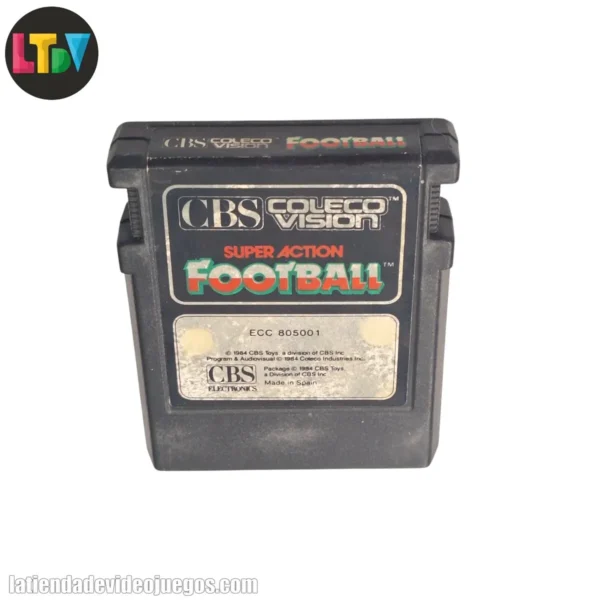 LTDV
CBS COLECO VISION FOOTBALL
CBS COLECO VISION™
SUPER ACTION
FOOTBALL™
ECC 805001
© 1984 CBS Toys, a division of CBS Inc.
Program & Audiovisual © 1984 Coleco Industries Inc.
CBS ELECTRONICS
Package © 1984 CBS Toys,
a Division of CBS Inc.
Made in Spain
latiendadevideojuegos.com